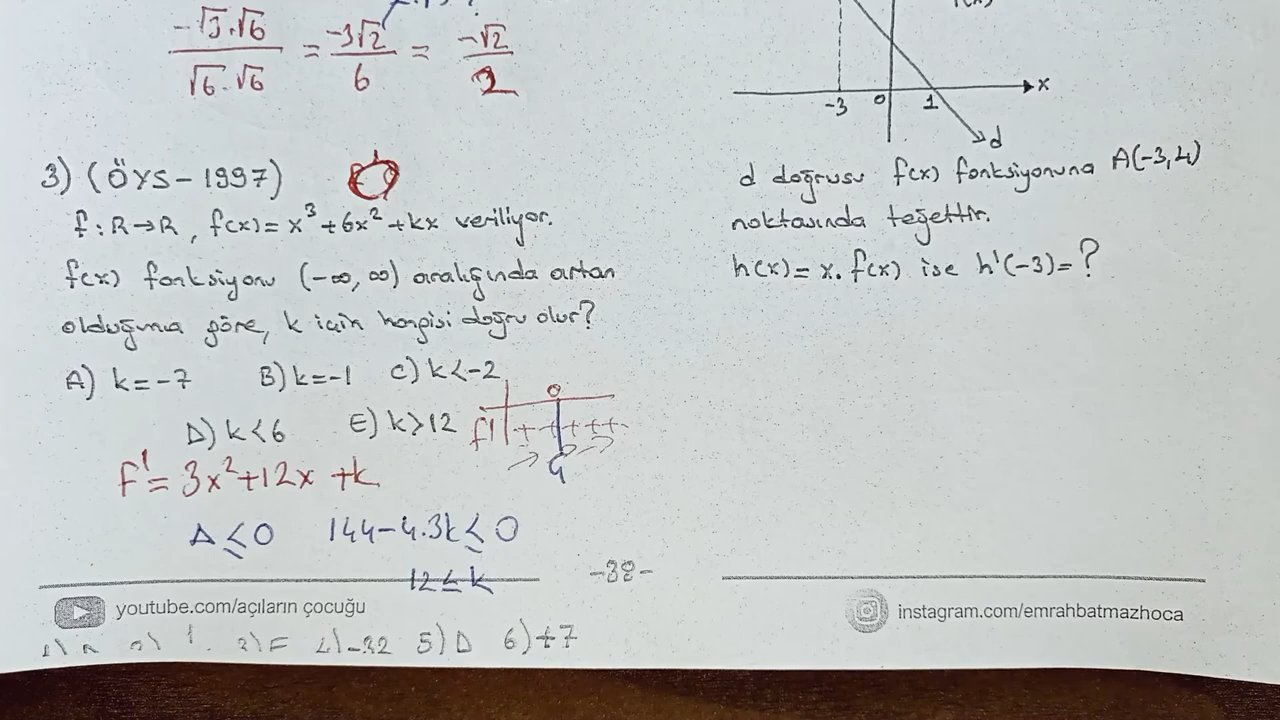 -√3.√6 / √6.√6 = -3√2 / 6 = -√2 / 2
3) (ÖYS-1997)
f: R→R, f(x)= x³+6x²+kx veriliyor.
f(x) fonksiyonu (-∞, ∞) aralığında artan
olduğuna göre, k için hangisi doğru olur?
A) k=-7 B) k=-1 C) k<-2
D) k<6 E) k>12
f' + + + + +
f' = 3x²+12x +k
Δ ≤ 0 144-4.3k ≤ 0
12 ≤ k
youtube.com/açıların çocuğu
-3 0 1 x
d
d doğrusu f(x) fonksiyonuna A(-3,4)
noktasında teğettir.
h(x)= x. f(x) ise h'(-3)=?
-38-
instagram.com/emrahbatmazhoca
4)-32 5) D 6)+7